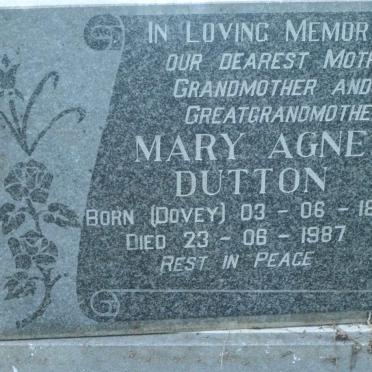 IN LOVING MEMOR
OUR DEAREST MOTH
GRANDMOTHER AND
GREATGRANDMOTHE
MARY AGNE
DUTTON
BORN (DOVEY) 03 - 06 - 18
DIED 23 - 06 - 1987
REST IN PEACE